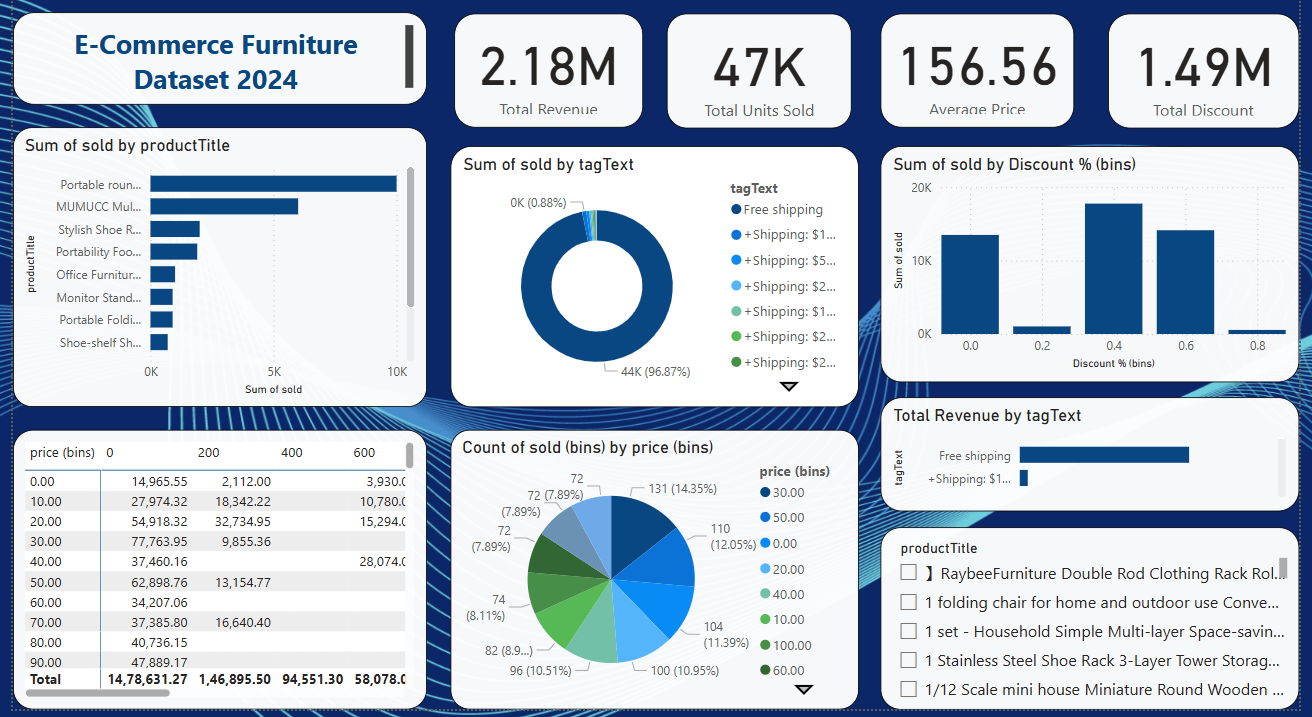 E-Commerce Furniture
Dataset 2024
2.18M
Total Revenue
47K
Total Units Sold
156.56
Average Price
1.49M
Total Discount
Sum of sold by productTitle
productTitle
Portable roun...
MUMUCC Mul...
Stylish Shoe R...
Portability Foo...
Office Furnitur...
Monitor Stand...
Portable Foldi...
Shoe-shelf Sh...
0K 5K 10K
Sum of sold
Sum of sold by tagText
0K (0.88%)
44K (96.87%)
tagText
Free shipping
+Shipping: $1...
+Shipping: $5...
+Shipping: $2...
+Shipping: $1...
+Shipping: $2...
+Shipping: $2...
Sum of sold by Discount % (bins)
Sum of sold
20K
10K
0K
0.0 0.2 0.4 0.6 0.8
Discount % (bins)
Total Revenue by tagText
tagText
Free shipping
+Shipping: $1...
price (bins) 0 200 400 600
0.00 14,965.55 2,112.00 3,930.0
10.00 27,974.32 18,342.22 10,780.0
20.00 54,918.32 32,734.95 15,294.0
30.00 77,763.95 9,855.36
40.00 37,460.16 28,074.0
50.00 62,898.76 13,154.77
60.00 34,207.06
70.00 37,385.80 16,640.40
80.00 40,736.15
90.00 47,889.17
Total 14,78,631.27 1,46,895.50 94,551.30 58,078.0
Count of sold (bins) by price (bins)
131 (14.35%)
110
(12.05%)
104
(11.39%)
100 (10.95%)
96 (10.51%)
82 (8.9...)
74
(8.11%)
72
(7.89%)
72
(7.89%)
72
(7.89%)
price (bins)
30.00
50.00
0.00
20.00
40.00
10.00
100.00
60.00
productTitle
】RaybeeFurniture Double Rod Clothing Rack Rol...
1 folding chair for home and outdoor use Conve...
1 set - Household Simple Multi-layer Space-savin...
1 Stainless Steel Shoe Rack 3-Layer Tower Storag...
1/12 Scale mini house Miniature Round Wooden ...